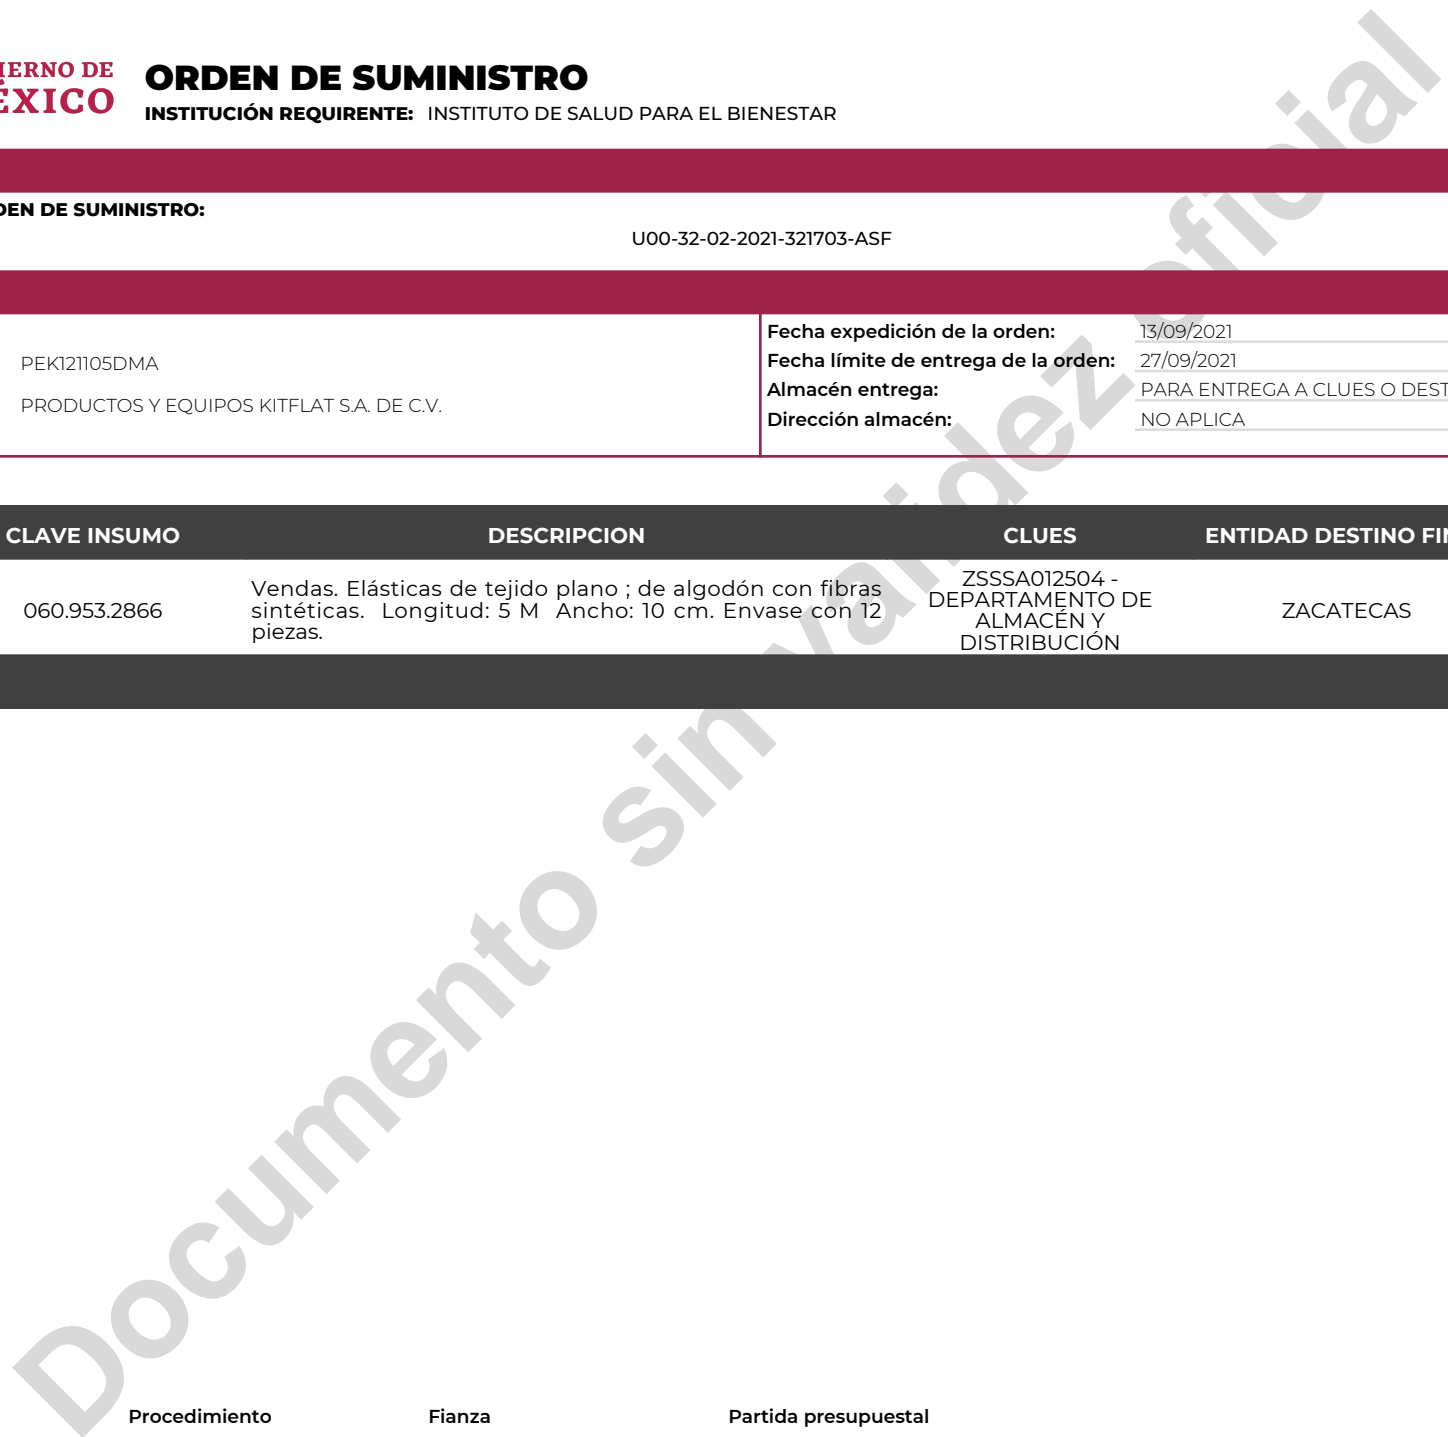 IERNO DE
ÉXICO
ORDEN DE SUMINISTRO
INSTITUCIÓN REQUIRENTE: INSTITUTO DE SALUD PARA EL BIENESTAR
DEN DE SUMINISTRO:
U00-32-02-2021-321703-ASF
PEK121105DMA
PRODUCTOS Y EQUIPOS KITFLAT S.A. DE C.V.
Fecha expedición de la orden: 13/09/2021
Fecha límite de entrega de la orden: 27/09/2021
Almacén entrega: PARA ENTREGA A CLUES O DEST
Dirección almacén: NO APLICA
CLAVE INSUMO DESCRIPCION CLUES ENTIDAD DESTINO FIN
060.953.2866
Vendas. Elásticas de tejido plano ; de algodón con fibras
sintéticas. Longitud: 5 M Ancho: 10 cm. Envase con 12
piezas.
ZSSSA012504 -
DEPARTAMENTO DE
ALMACÉN Y
DISTRIBUCIÓN
ZACATECAS
Documento sin validez oficial
Procedimiento Fianza Partida presupuestal